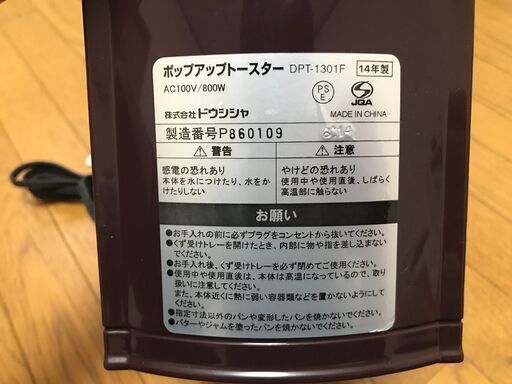 ポップアップトースター DPT-1301F 14年製
AC100V/800W
PS
E
JQA
株式会社ドウシシャ
MADE IN CHINA
製造番号P860109
⚠警告
⚠注意
感電の恐れあり
本体を水につけたり、水をか
けたりしない
やけどの恐れあり
使用中や使用直後、しばらく
高温部に触らない
お願い
●お手入れの前に必ずプラグをコンセントから抜いてください。
●くず受けトレーを開けたとき、内部に物や指を差し込まない
でください。
●お手入れ後、くず受けトレーを必ず閉めてご使用ください。
●使用中や使用直後は、本体は高温になっているので、取り
扱いに注意してください。
また、本体近くに熱に弱い容器類などを置かないようにして
ください。
●指定寸法以外のパンや変形したパンを焼かないでください。
●バターやジャムを塗ったパンを焼かないでください。